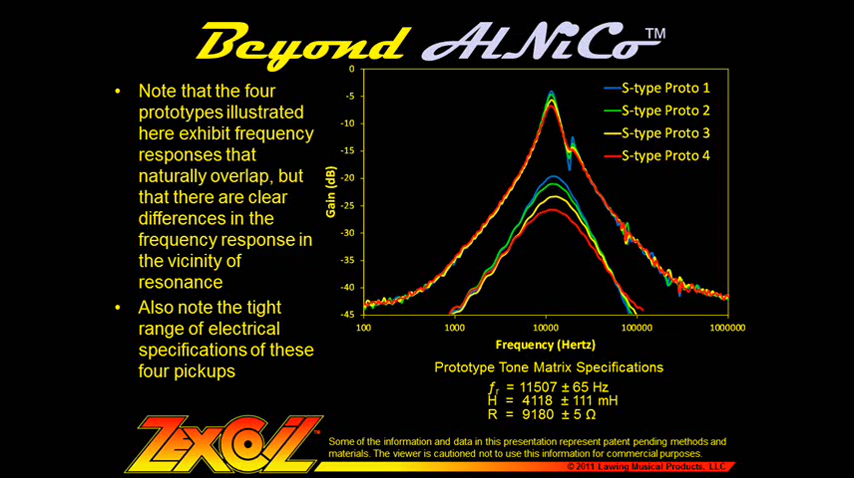 Beyond AlNiCo™
• Note that the four
prototypes illustrated
here exhibit frequency
responses that
naturally overlap, but
that there are clear
differences in the
frequency response in
the vicinity of
resonance
• Also note the tight
range of electrical
specifications of these
four pickups
Gain (dB)
0
-5
-10
-15
-20
-25
-30
-35
-40
-45
S-type Proto 1
S-type Proto 2
S-type Proto 3
S-type Proto 4
100 1000 10000 100000 1000000
Frequency (Hertz)
Prototype Tone Matrix Specifications
ƒr = 11507 ± 65 Hz
H = 4118 ± 111 mH
R = 9180 ± 5 Ω
ZEXCOIL™
Some of the information and data in this presentation represent patent pending methods and
materials. The viewer is cautioned not to use this information for commercial purposes.
© 2011 Lawing Musical Products, LLC